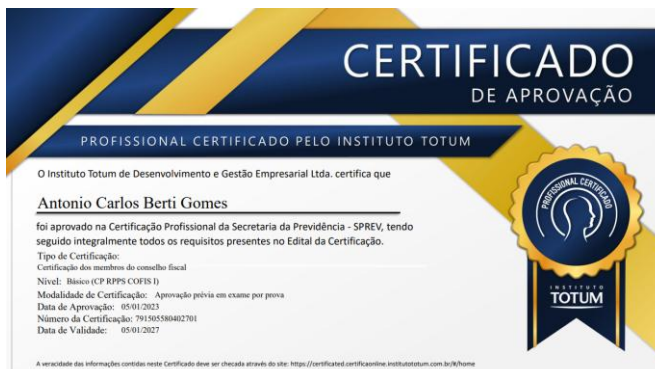 CERTIFICADO
DE APROVAÇÃO
PROFISSIONAL CERTIFICADO PELO INSTITUTO TOTUM
O Instituto Totum de Desenvolvimento e Gestão Empresarial Ltda. certifica que
Antonio Carlos Berti Gomes
foi aprovado na Certificação Profissional da Secretaria da Previdência - SPREV, tendo
seguido integralmente todos os requisitos presentes no Edital da Certificação.
Tipo de Certificação:
Certificação dos membros do conselho fiscal
Nível: Básico (CP RPPS COFIS I)
Modalidade de Certificação: Aprovação prévia em exame por prova
Data de Aprovação: 05/01/2023
Número da Certificação: 791505580402701
Data de Validade: 05/01/2027
PROFISSIONAL CERTIFICADO
INSTITUTO
TOTUM
A veracidade das informações contidas neste Certificado deve ser checada através do site: https://certificated.certificaonline.institutototum.com.br/#/home